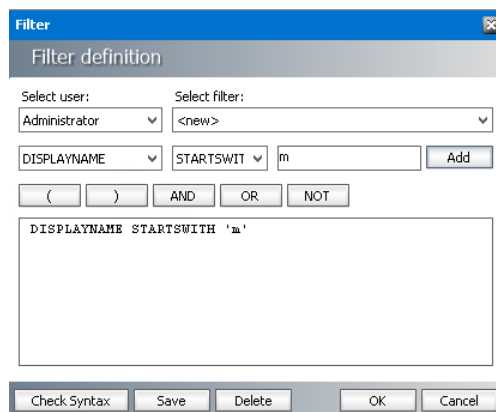 Filter
Filter definition
Select user: Select filter:
Administrator <new>
DISPLAYNAME STARTSWIT m Add
( ) AND OR NOT
DISPLAYNAME STARTSWITH 'm'
Check Syntax Save Delete OK Cancel